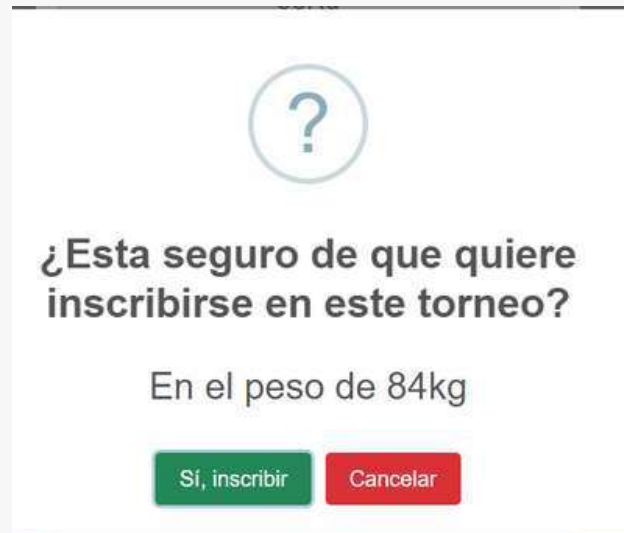 ?
¿Esta seguro de que quiere
inscribirse en este torneo?
En el peso de 84kg
Sí, inscribir Cancelar